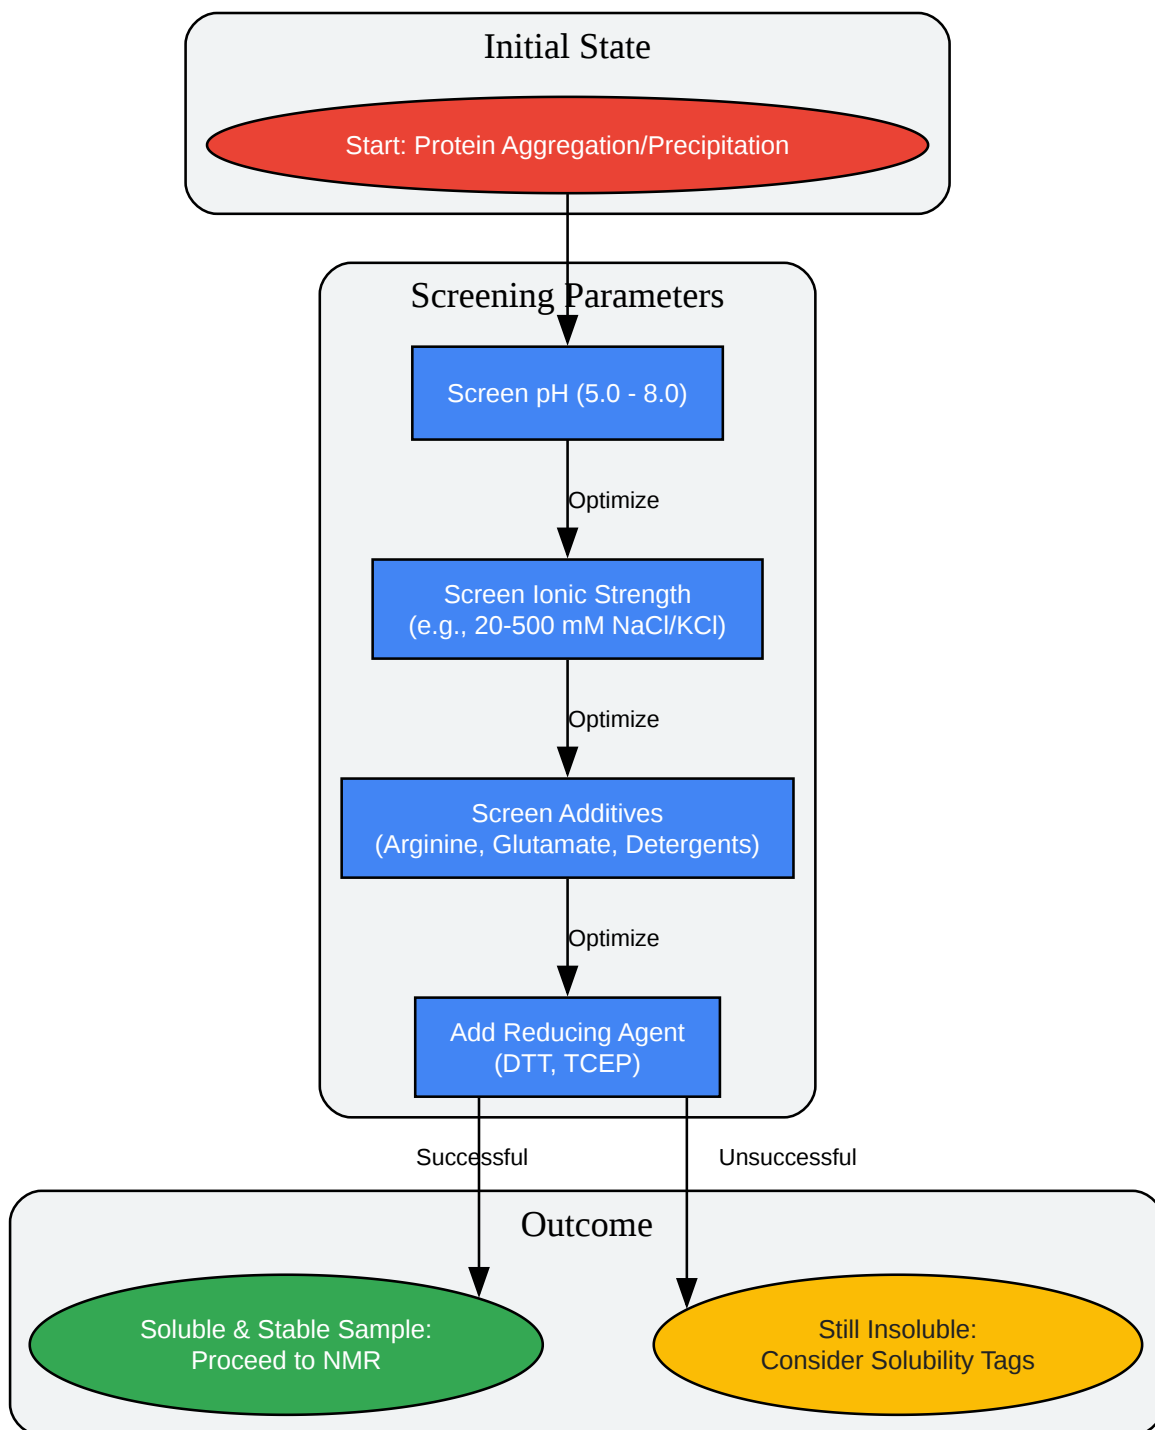 Initial State
Start: Protein Aggregation/Precipitation
Screening Parameters
Screen pH (5.0 - 8.0)
Optimize
Screen Ionic Strength
(e.g., 20-500 mM NaCl/KCl)
Optimize
Screen Additives
(Arginine, Glutamate, Detergents)
Optimize
Add Reducing Agent
(DTT, TCEP)
Successful
Unsuccessful
Outcome
Soluble & Stable Sample:
Proceed to NMR
Still Insoluble:
Consider Solubility Tags